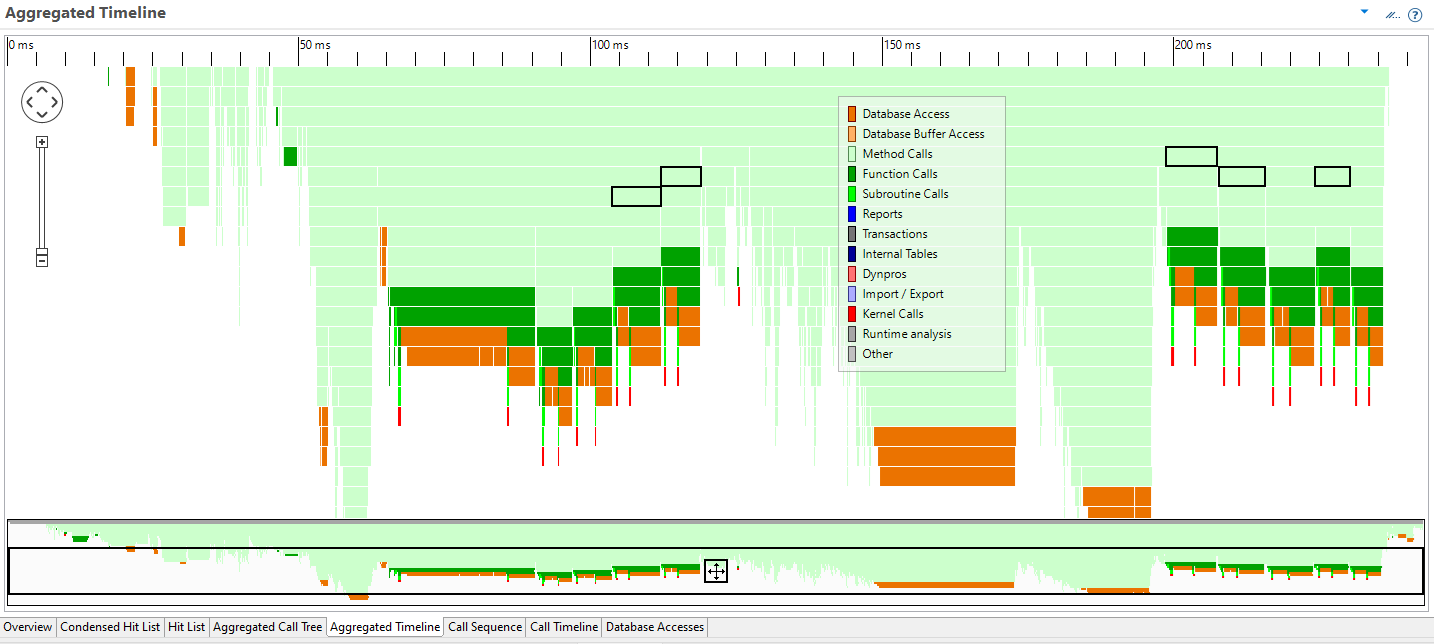 Aggregated Timeline
0 ms 50 ms 100 ms 150 ms 200 ms
Database Access
Database Buffer Access
Method Calls
Function Calls
Subroutine Calls
Reports
Transactions
Internal Tables
Dynpros
Import / Export
Kernel Calls
Runtime analysis
Other
Overview Condensed Hit List Hit List Aggregated Call Tree Aggregated Timeline Call Sequence Call Timeline Database Accesses